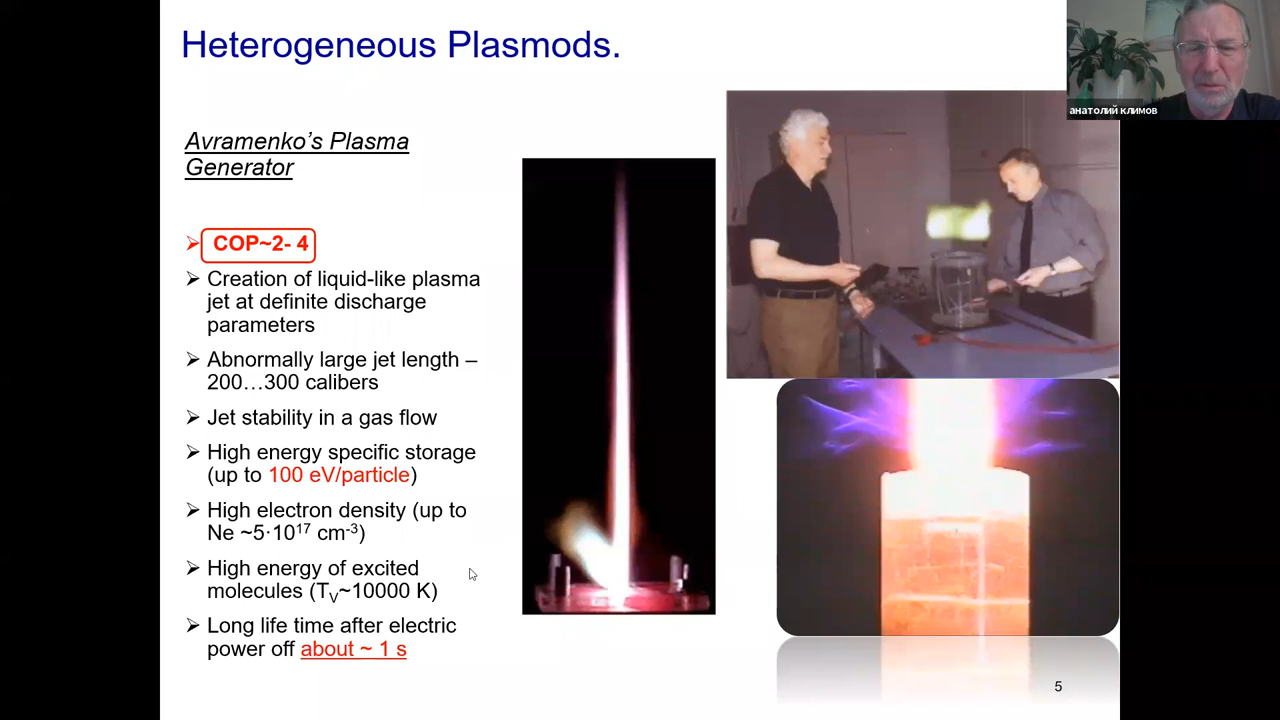 Heterogeneous Plasmods.
анатолий климов
Avramenko’s Plasma
Generator
➢ COP~2- 4
➢ Creation of liquid-like plasma
jet at definite discharge
parameters
➢ Abnormally large jet length –
200…300 calibers
➢ Jet stability in a gas flow
➢ High energy specific storage
(up to 100 eV/particle)
➢ High electron density (up to
Ne ~5·10¹⁷ cm⁻³)
➢ High energy of excited
molecules (Tᵥ~10000 K)
➢ Long life time after electric
power off about ~ 1 s
5